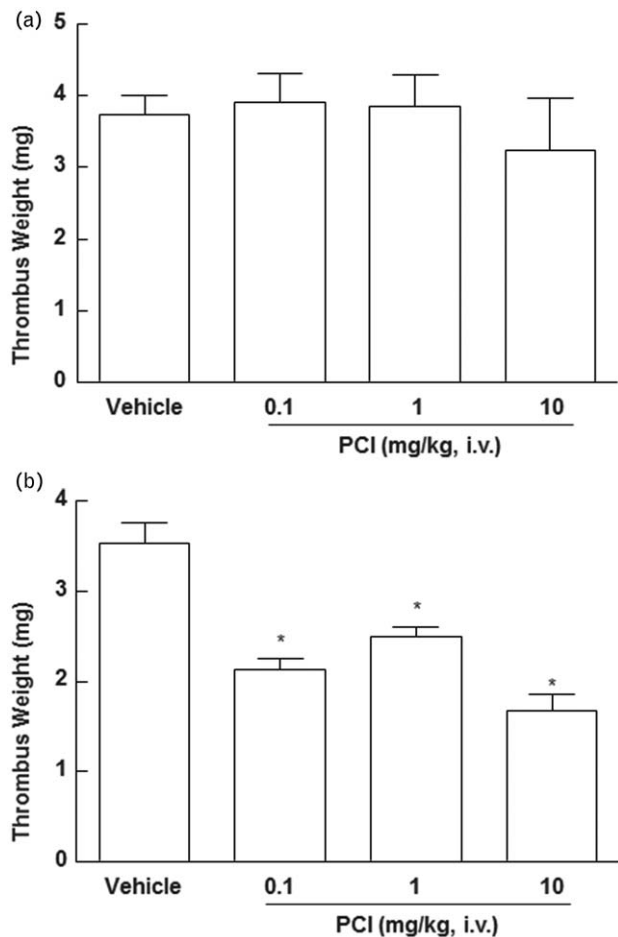 (a)
Thrombus Weight (mg)
5
4
3
2
1
0
Vehicle 0.1 1 10
PCI (mg/kg, i.v.)
(b)
Thrombus Weight (mg)
4
3
2
1
0
*
*
*
Vehicle 0.1 1 10
PCI (mg/kg, i.v.)